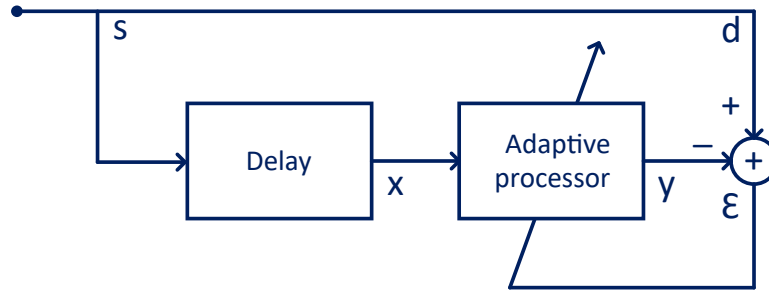 s
d
+
Delay
x
Adaptive
processor
y
−
+
ε